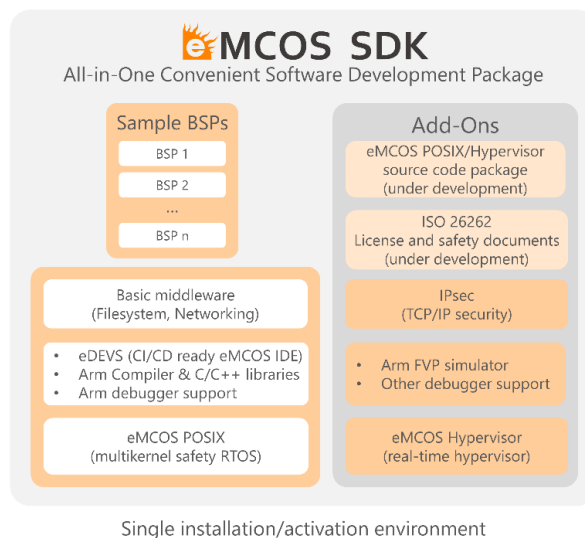 eMCOS SDK
All-in-One Convenient Software Development Package
Sample BSPs
BSP 1
BSP 2
...
BSP n
Basic middleware
(Filesystem, Networking)
• eDEVS (CI/CD ready eMCOS IDE)
• Arm Compiler & C/C++ libraries
• Arm debugger support
eMCOS POSIX
(multikernel safety RTOS)
Add-Ons
eMCOS POSIX/Hypervisor
source code package
(under development)
ISO 26262
License and safety documents
(under development)
IPsec
(TCP/IP security)
• Arm FVP simulator
• Other debugger support
eMCOS Hypervisor
(real-time hypervisor)
Single installation/activation environment